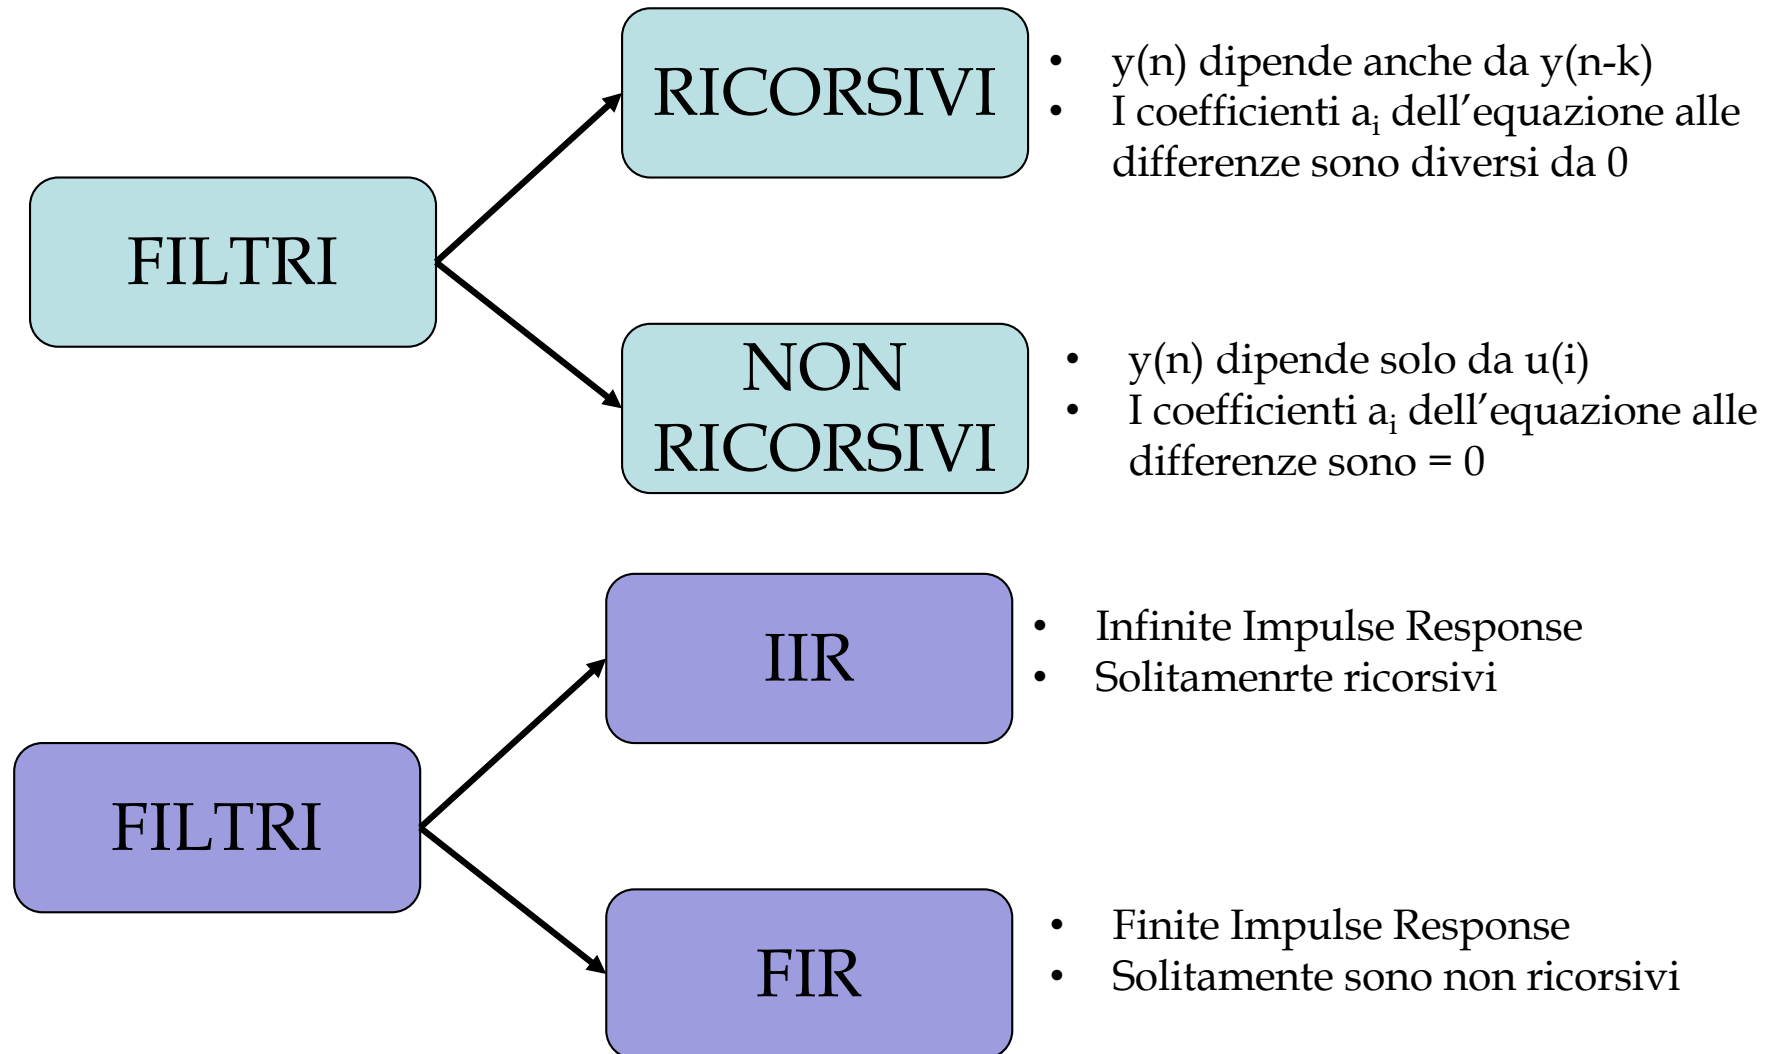 FILTRI
RICORSIVI
• y(n) dipende anche da y(n-k)
• I coefficienti aᵢ dell’equazione alle
differenze sono diversi da 0
NON
RICORSIVI
• y(n) dipende solo da u(i)
• I coefficienti aᵢ dell’equazione alle
differenze sono = 0
FILTRI
IIR
• Infinite Impulse Response
• Solitamenrte ricorsivi
FIR
• Finite Impulse Response
• Solitamente sono non ricorsivi